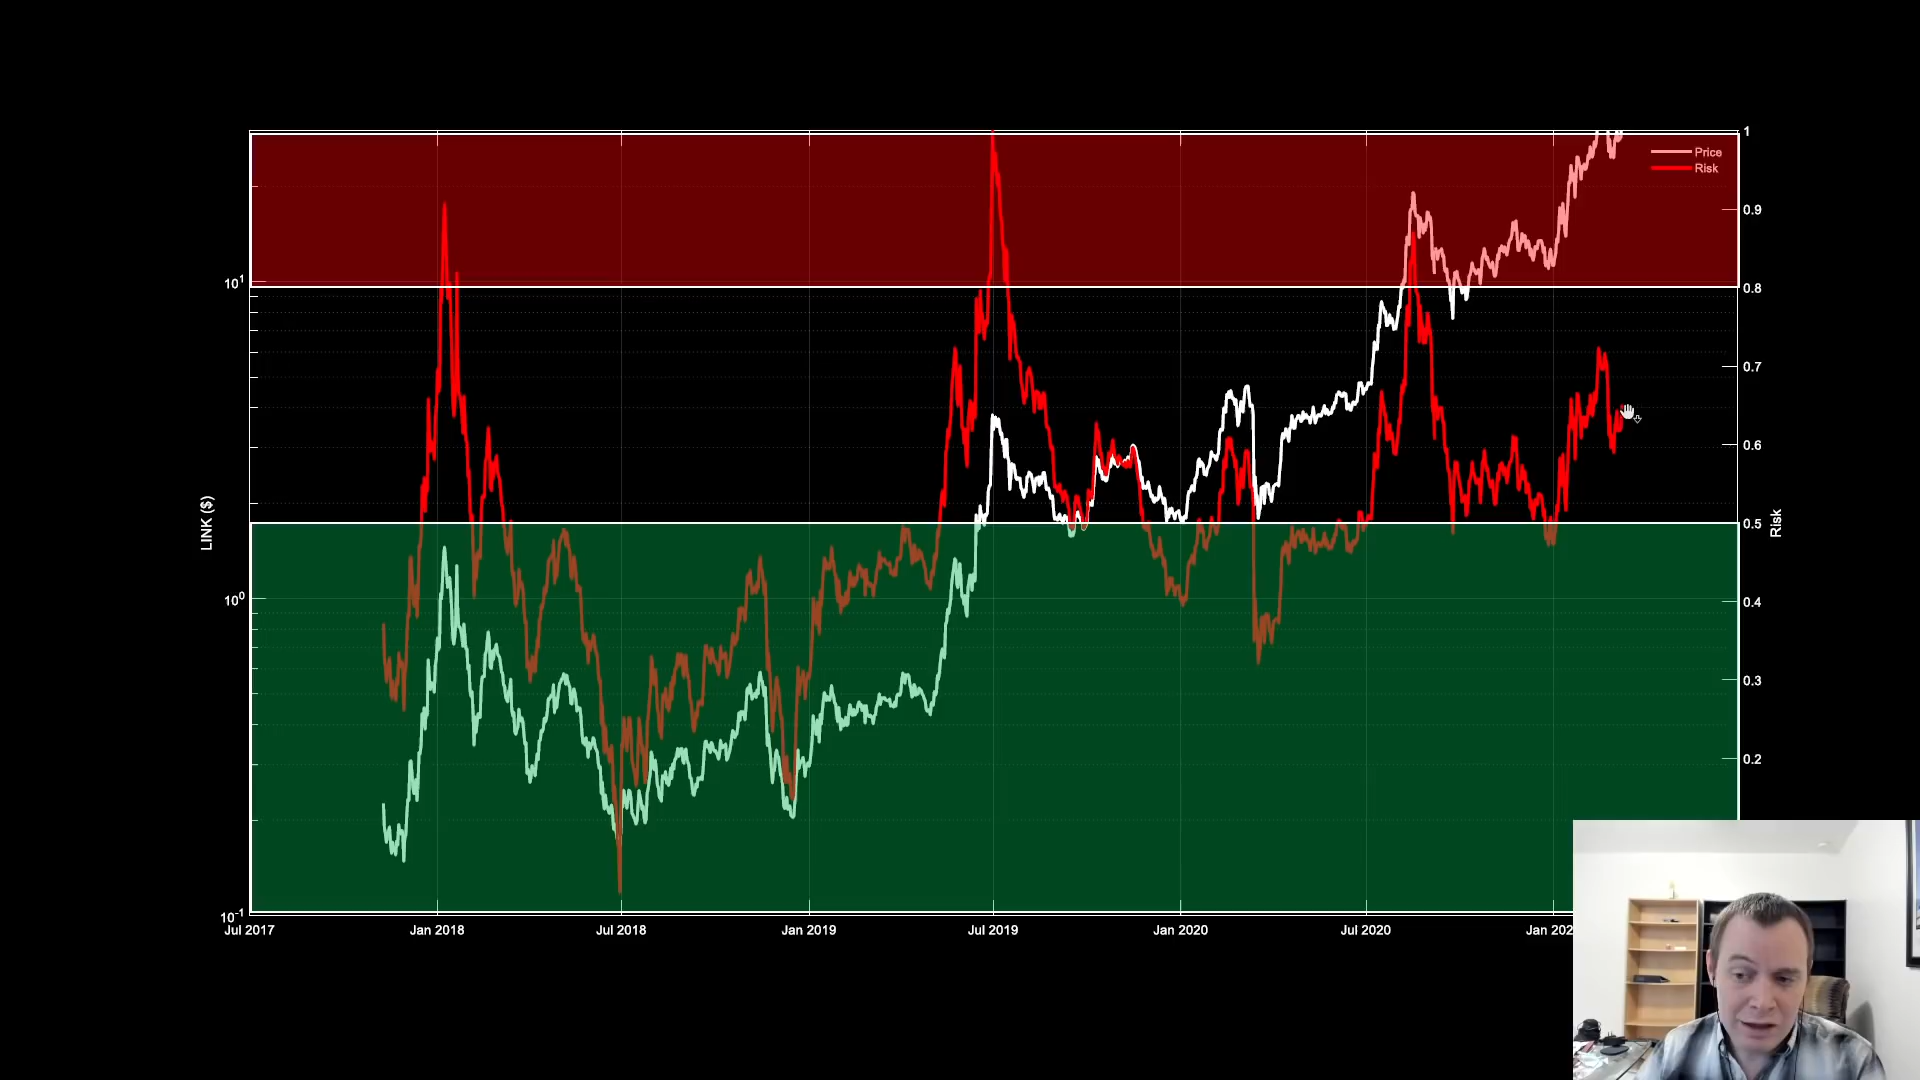 1
Price
Risk
0.9
10¹
0.8
0.7
0.6
LINK ($)
0.5
Risk
10⁰
0.4
0.3
0.2
10⁻¹
Jul 2017
Jan 2018
Jul 2018
Jan 2019
Jul 2019
Jan 2020
Jul 2020
Jan 202